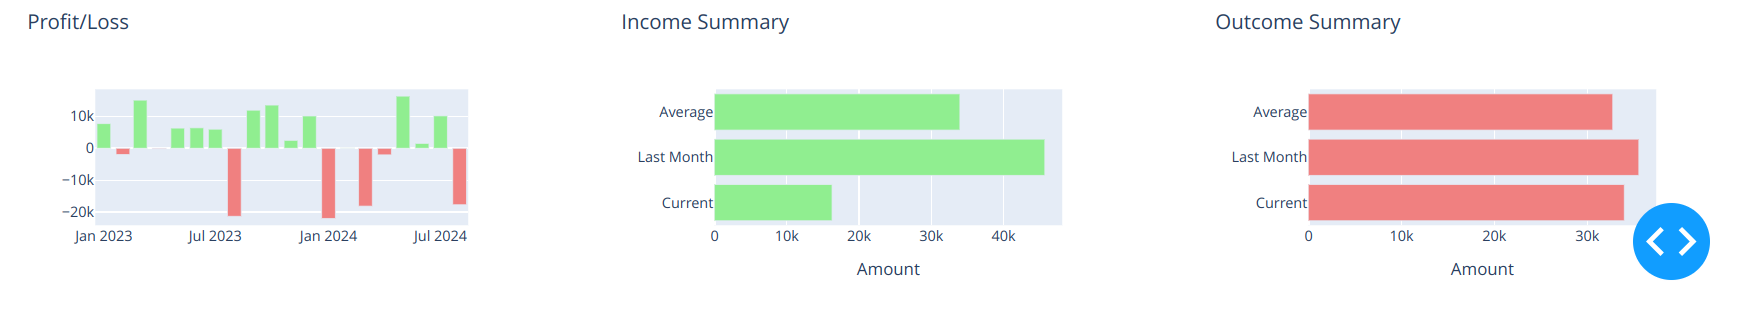 Profit/Loss
10k
0
−10k
−20k
Jan 2023
Jul 2023
Jan 2024
Jul 2024
Income Summary
Average
Last Month
Current
0
10k
20k
30k
40k
Amount
Outcome Summary
Average
Last Month
Current
0
10k
20k
30k
Amount